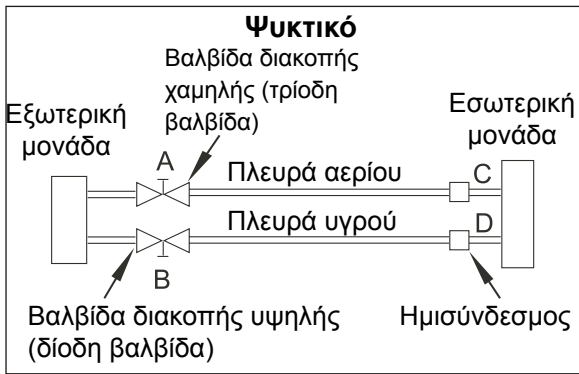 Ψυκτικό
Βαλβίδα διακοπής
χαμηλής (τρίοδη
βαλβίδα)
Εξωτερική
μονάδα
Εσωτερική
μονάδα
A
Πλευρά αερίου
C
Πλευρά υγρού
D
B
Βαλβίδα διακοπής υψηλής
(δίοδη βαλβίδα)
Ημισύνδεσμος